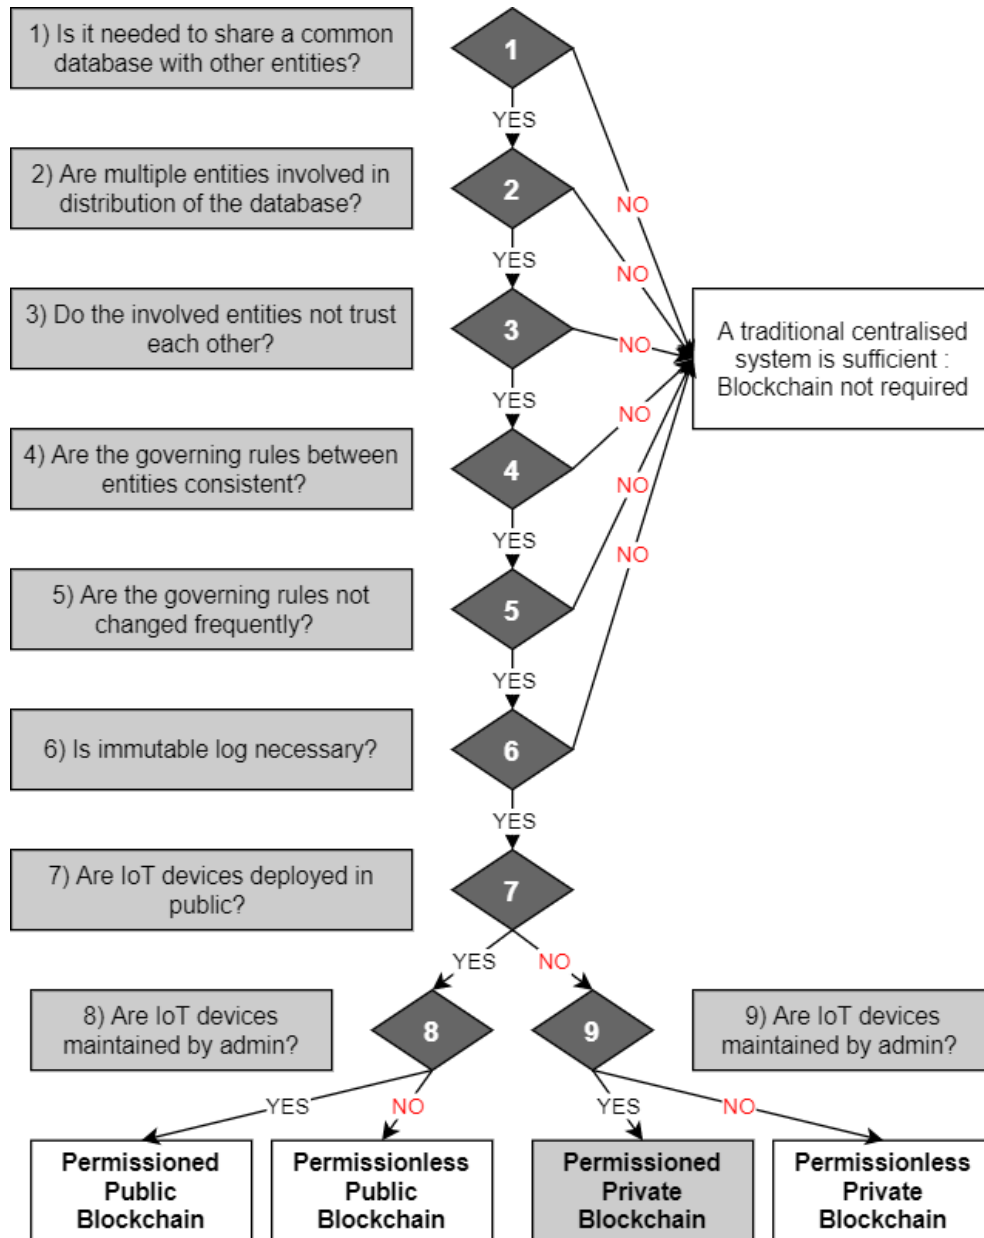 1) Is it needed to share a common
database with other entities?
1
YES
NO
2) Are multiple entities involved in
distribution of the database?
2
YES
NO
3) Do the involved entities not trust
each other?
3
YES
NO
A traditional centralised
system is sufficient :
Blockchain not required
4) Are the governing rules between
entities consistent?
4
YES
NO
5) Are the governing rules not
changed frequently?
5
YES
NO
6) Is immutable log necessary?
6
YES
NO
7) Are IoT devices deployed in
public?
7
YES
NO
8) Are IoT devices
maintained by admin?
8
9
9) Are IoT devices
maintained by admin?
YES
NO
YES
NO
Permissioned
Public
Blockchain
Permissionless
Public
Blockchain
Permissioned
Private
Blockchain
Permissionless
Private
Blockchain